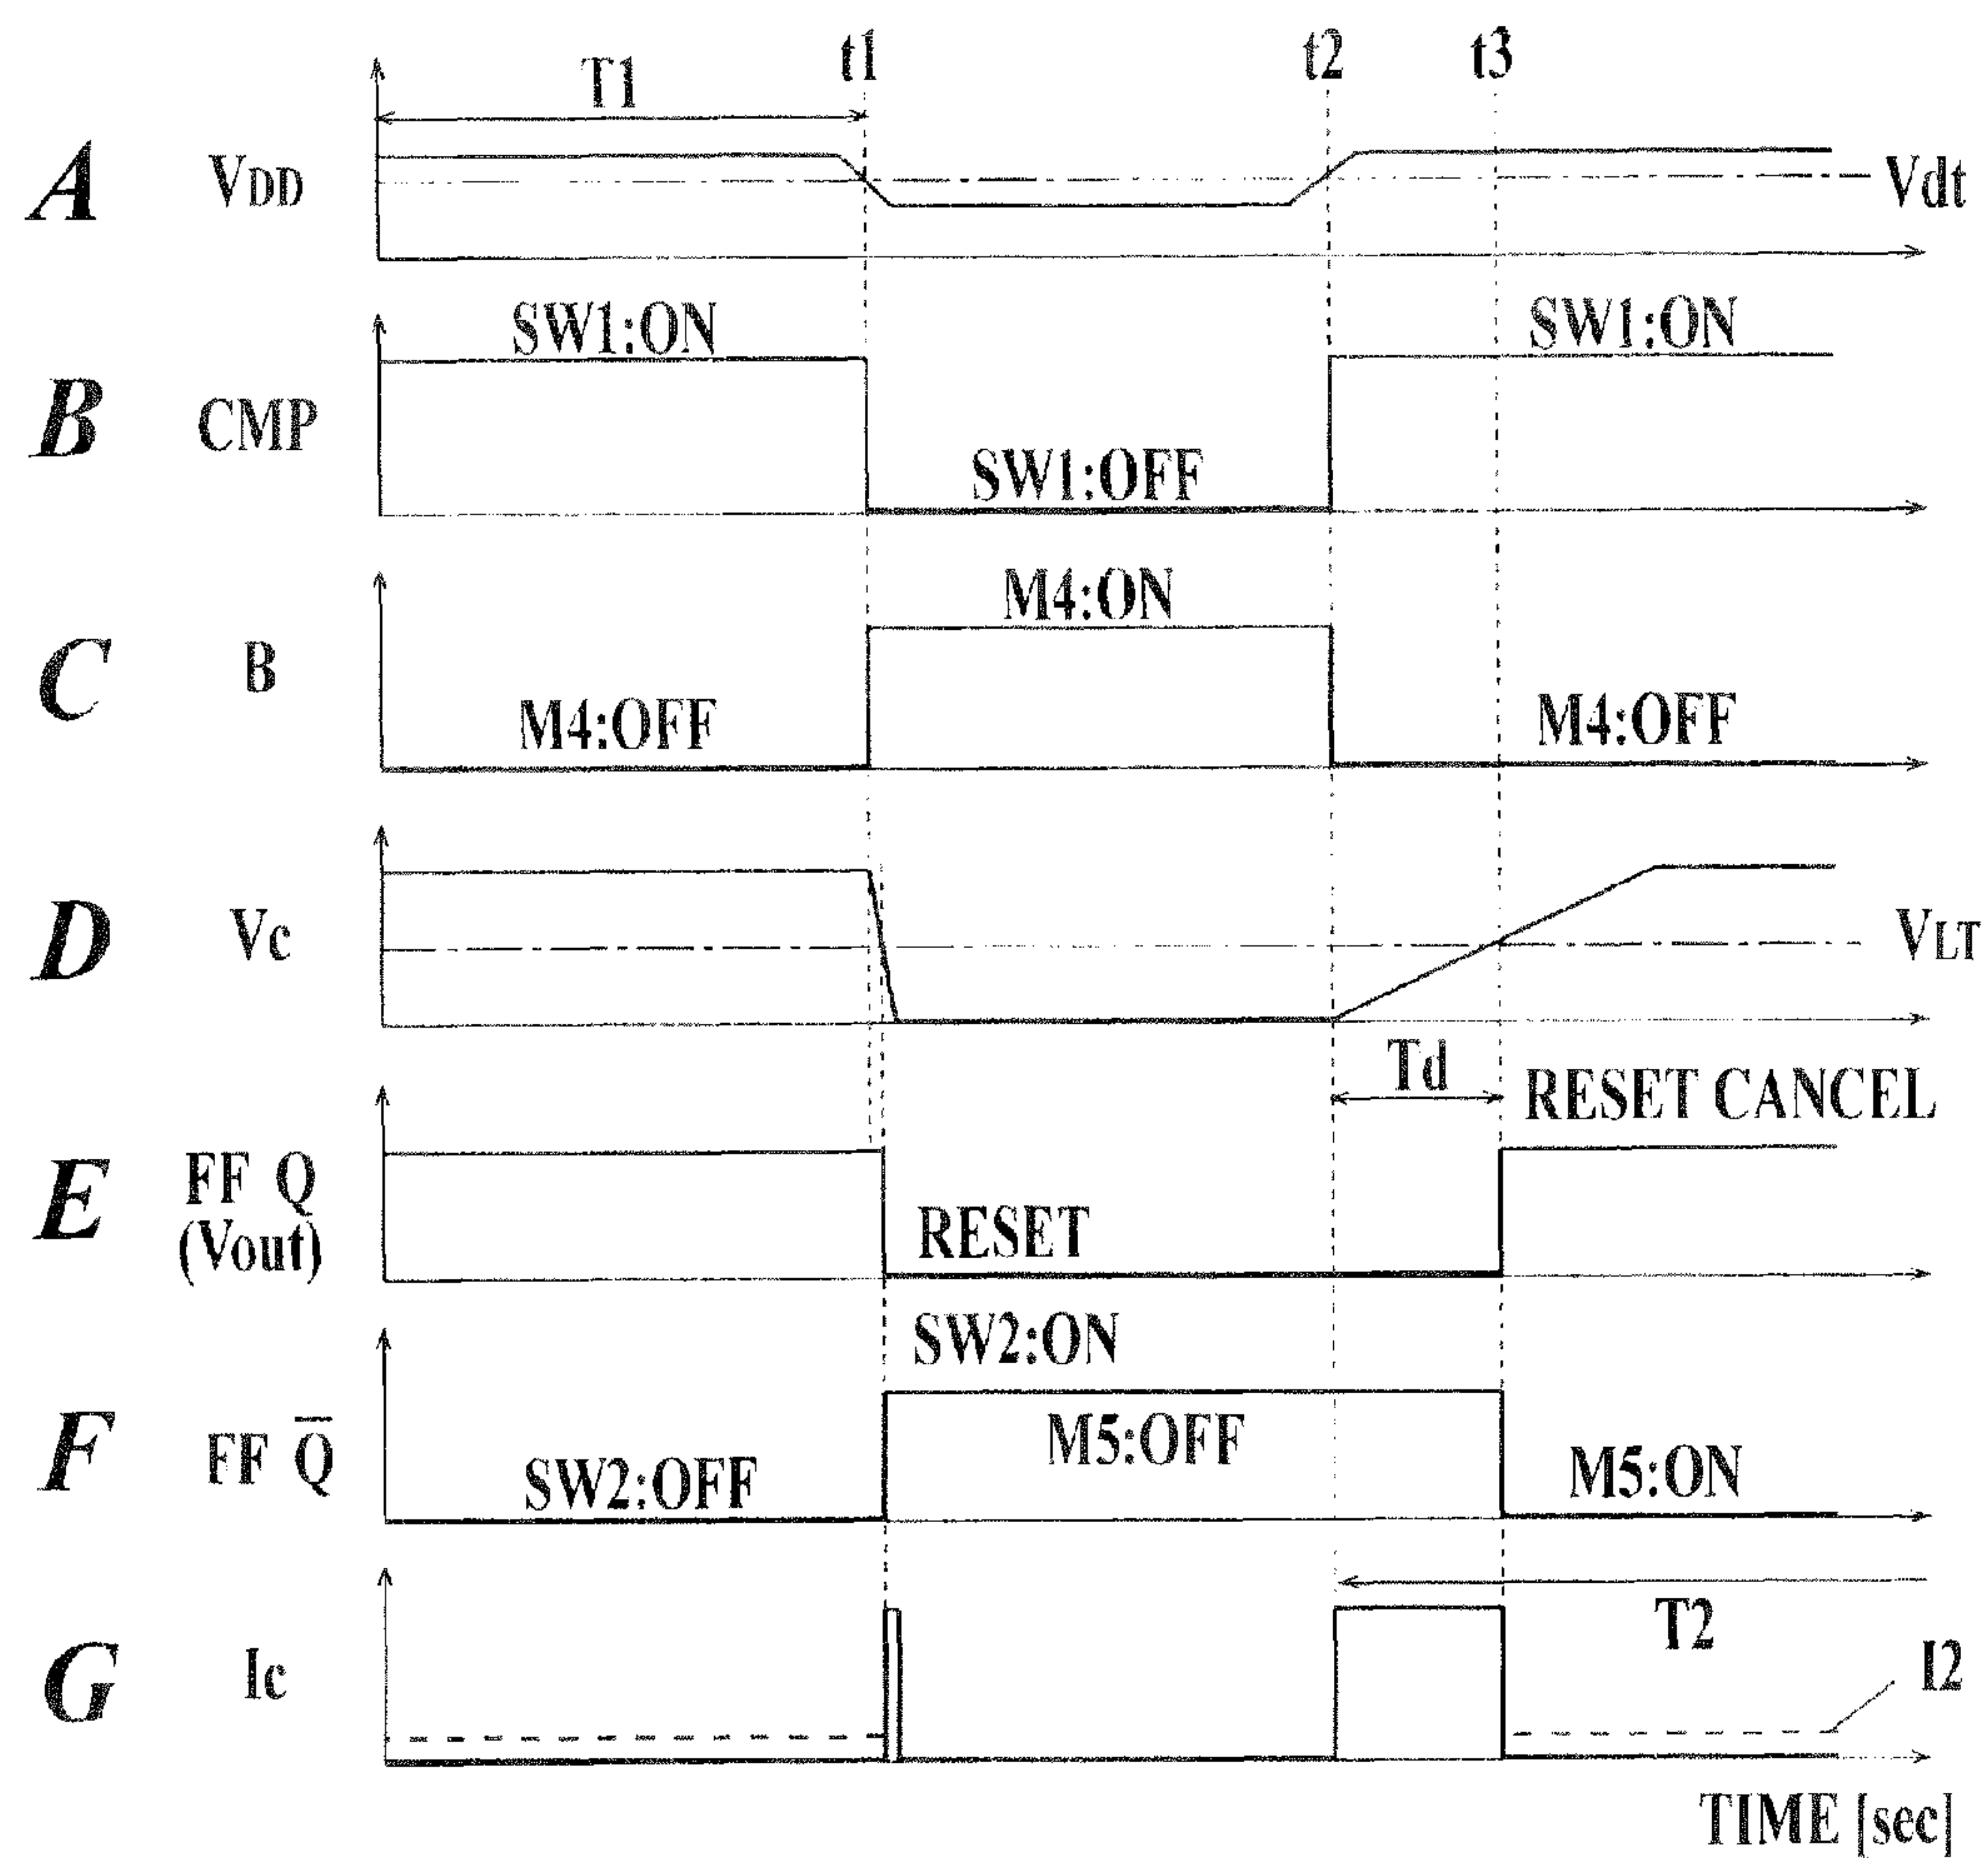 t1 t2 t3
T1
A VDD Vdt
SW1:ON SW1:ON
B CMP
SW1:OFF
M4:ON
C B
M4:OFF M4:OFF
D Vc VLT
Td RESET CANCEL
E FF Q
(Vout) RESET
SW2:ON
F FF Q̅ M5:OFF
SW2:OFF M5:ON
T2
G Ic I2
TIME [sec]